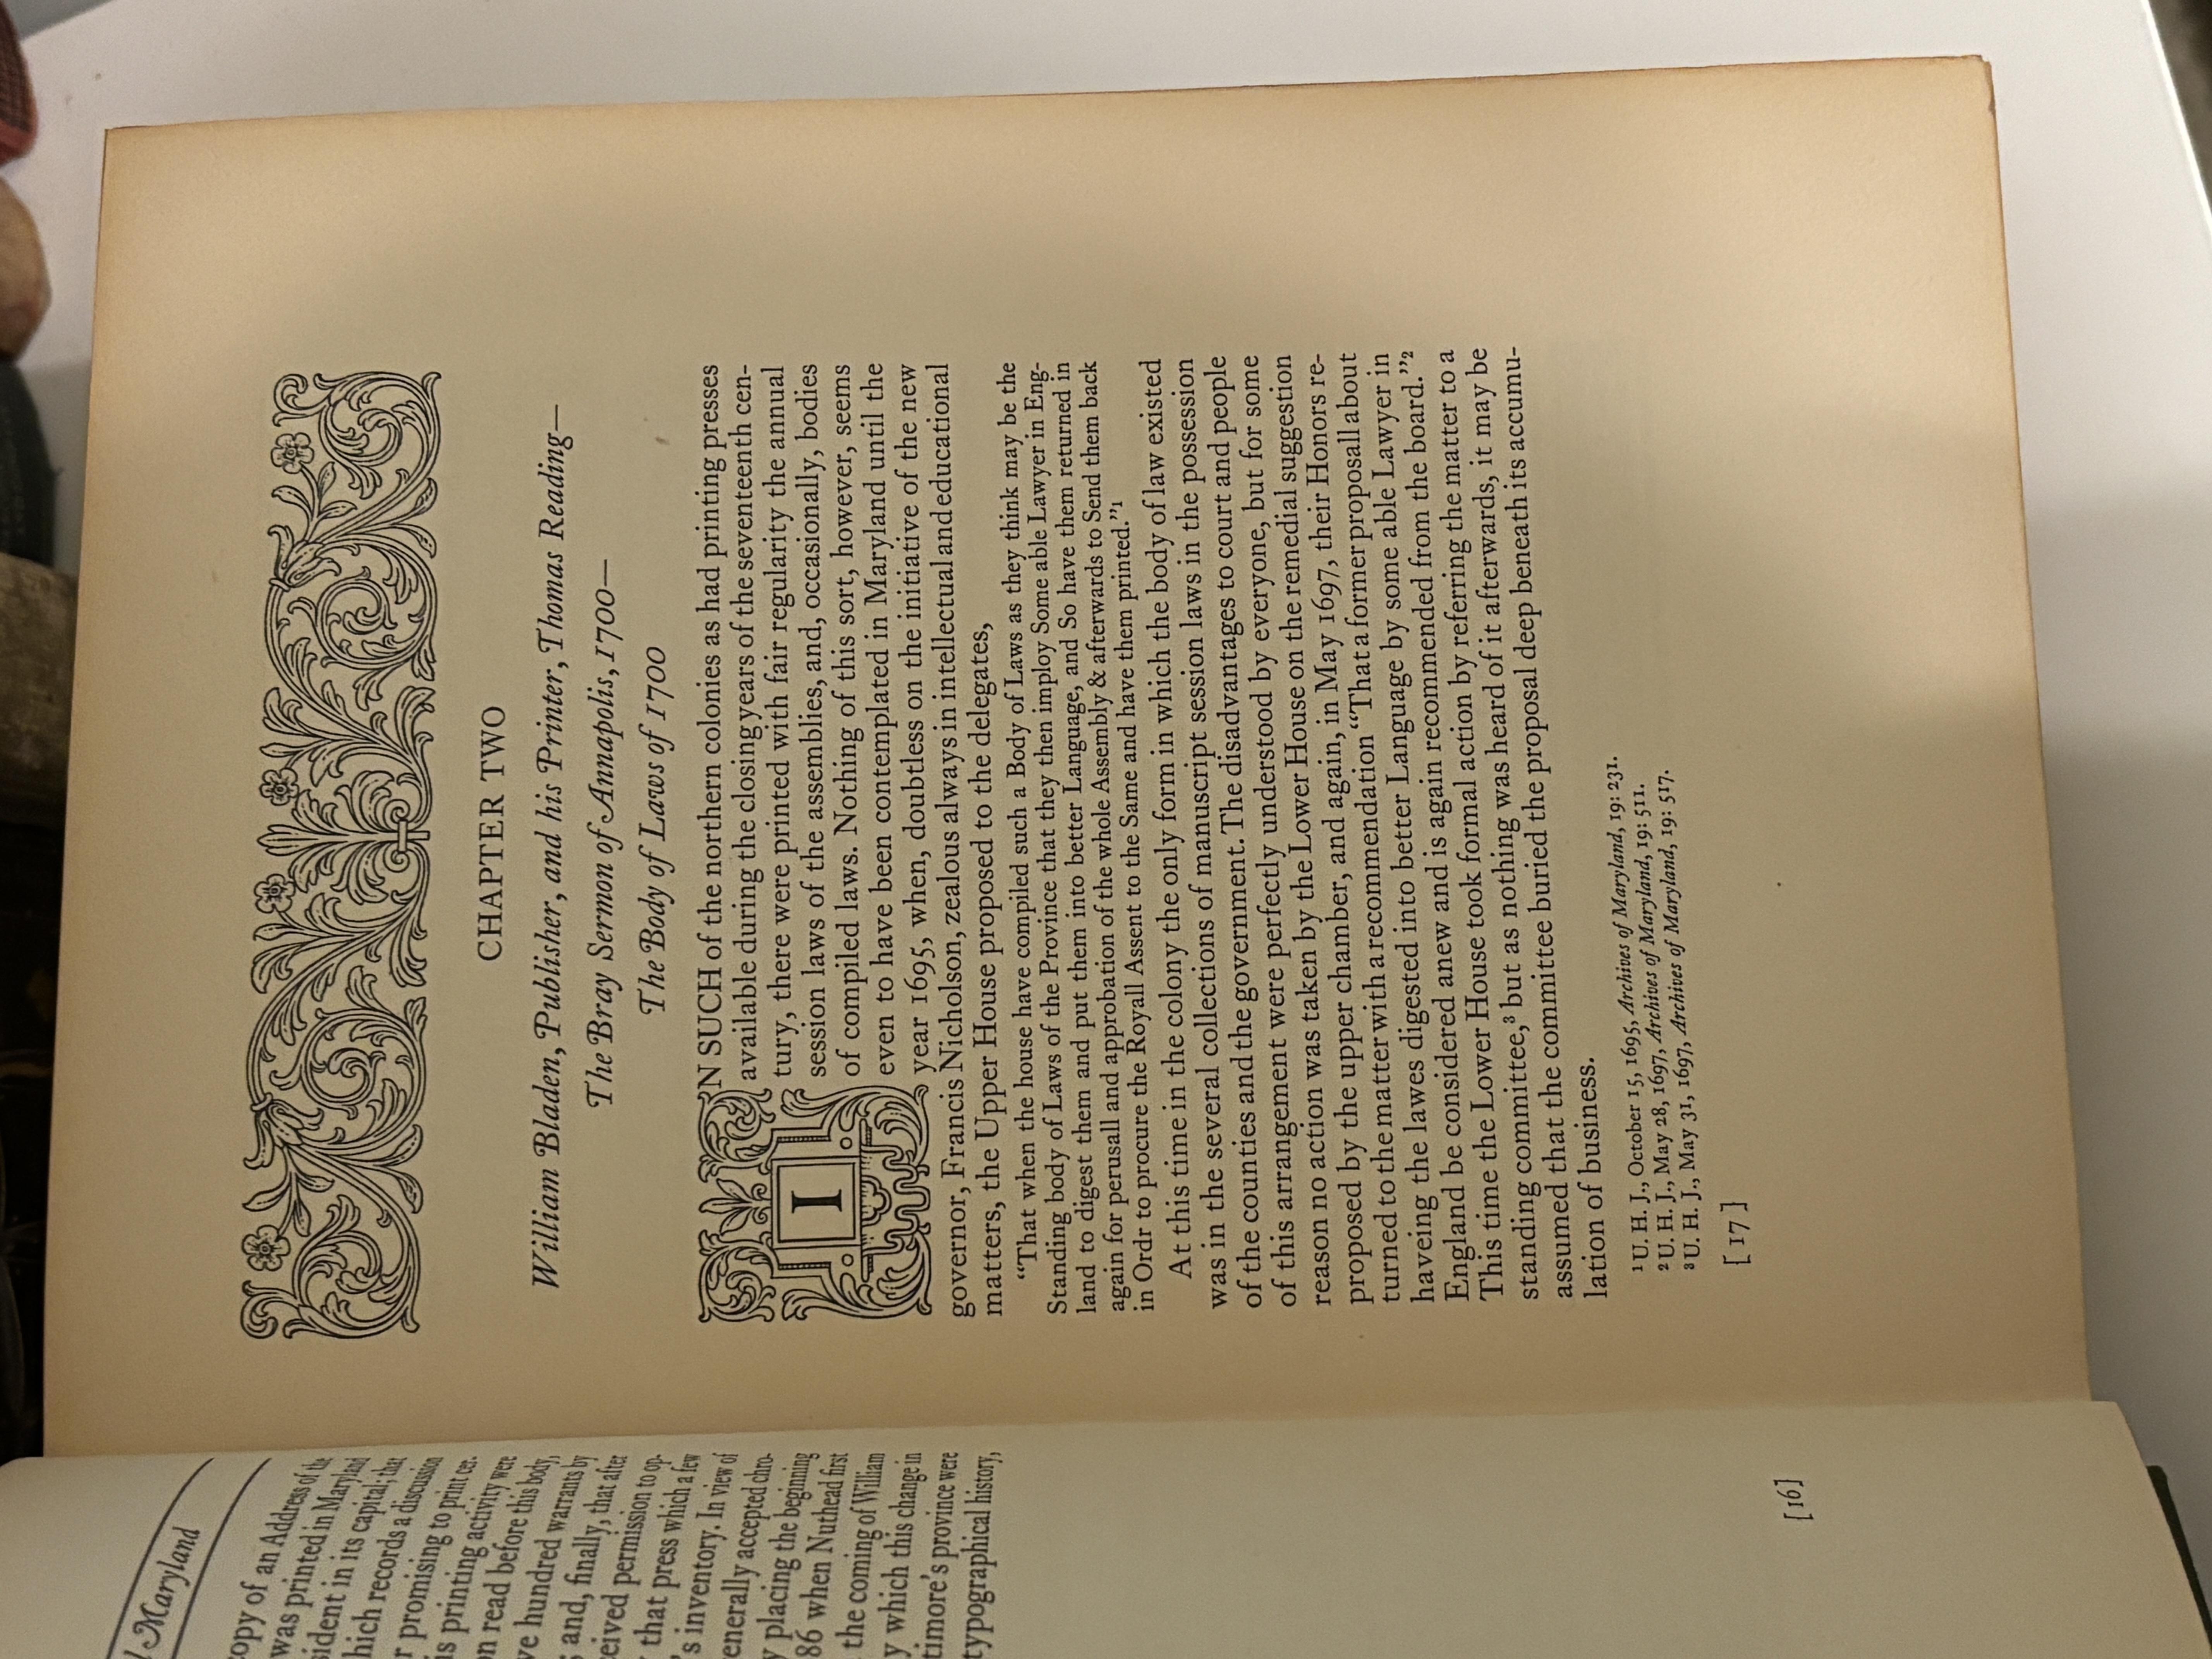 Maryland
opy of an Address of the
was printed in Maryland
sident in its capital; that
hich records a discussion
r promising to print cer-
is printing activity were
on read before this body,
ve hundred warrants by
; and, finally, that after
ceived permission to op-
that press which a few
's inventory. In view of
enerally accepted chro-
y placing the beginning
86 when Nuthead first
the coming of William
y which this change in
timore's province were
typographical history,
[16]
CHAPTER TWO
William Bladen, Publisher, and his Printer, Thomas Reading—
The Bray Sermon of Annapolis, 1700—
The Body of Laws of 1700
IN SUCH of the northern colonies as had printing presses
available during the closing years of the seventeenth cen-
tury, there were printed with fair regularity the annual
session laws of the assemblies, and, occasionally, bodies
of compiled laws. Nothing of this sort, however, seems
even to have been contemplated in Maryland until the
year 1695, when, doubtless on the initiative of the new
governor, Francis Nicholson, zealous always in intellectual and educational
matters, the Upper House proposed to the delegates,
"That when the house have compiled such a Body of Laws as they think may be the
Standing body of Laws of the Province that they then imploy Some able Lawyer in Eng-
land to digest them and put them into better Language, and So have them returned in
again for perusall and approbation of the whole Assembly & afterwards to Send them back
in Ordr to procure the Royall Assent to the Same and have them printed."1
At this time in the colony the only form in which the body of law existed
was in the several collections of manuscript session laws in the possession
of the counties and the government. The disadvantages to court and people
of this arrangement were perfectly understood by everyone, but for some
reason no action was taken by the Lower House on the remedial suggestion
proposed by the upper chamber, and again, in May 1697, their Honors re-
turned to the matter with a recommendation "That a former proposall about
haveing the lawes digested into better Language by some able Lawyer in
England be considered anew and is again recommended from the board."2
This time the Lower House took formal action by referring the matter to a
standing committee,3 but as nothing was heard of it afterwards, it may be
assumed that the committee buried the proposal deep beneath its accumu-
lation of business.
1 U. H. J., October 15, 1695, Archives of Maryland, 19: 231.
2 U. H. J., May 28, 1697, Archives of Maryland, 19: 511.
3 U. H. J., May 31, 1697, Archives of Maryland, 19: 517.
[17]